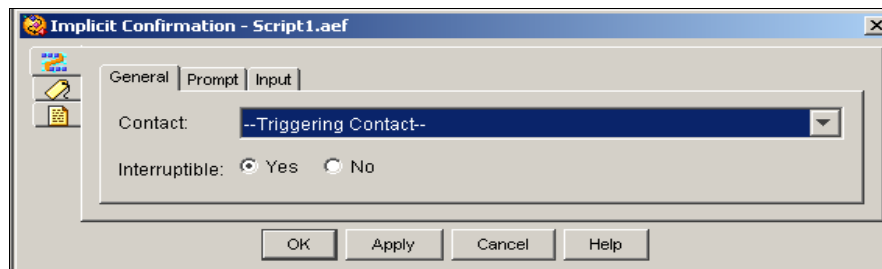 Implicit Confirmation - Script1.aef
General Prompt Input
Contact: --Triggering Contact--
Interruptible: Yes No
OK Apply Cancel Help